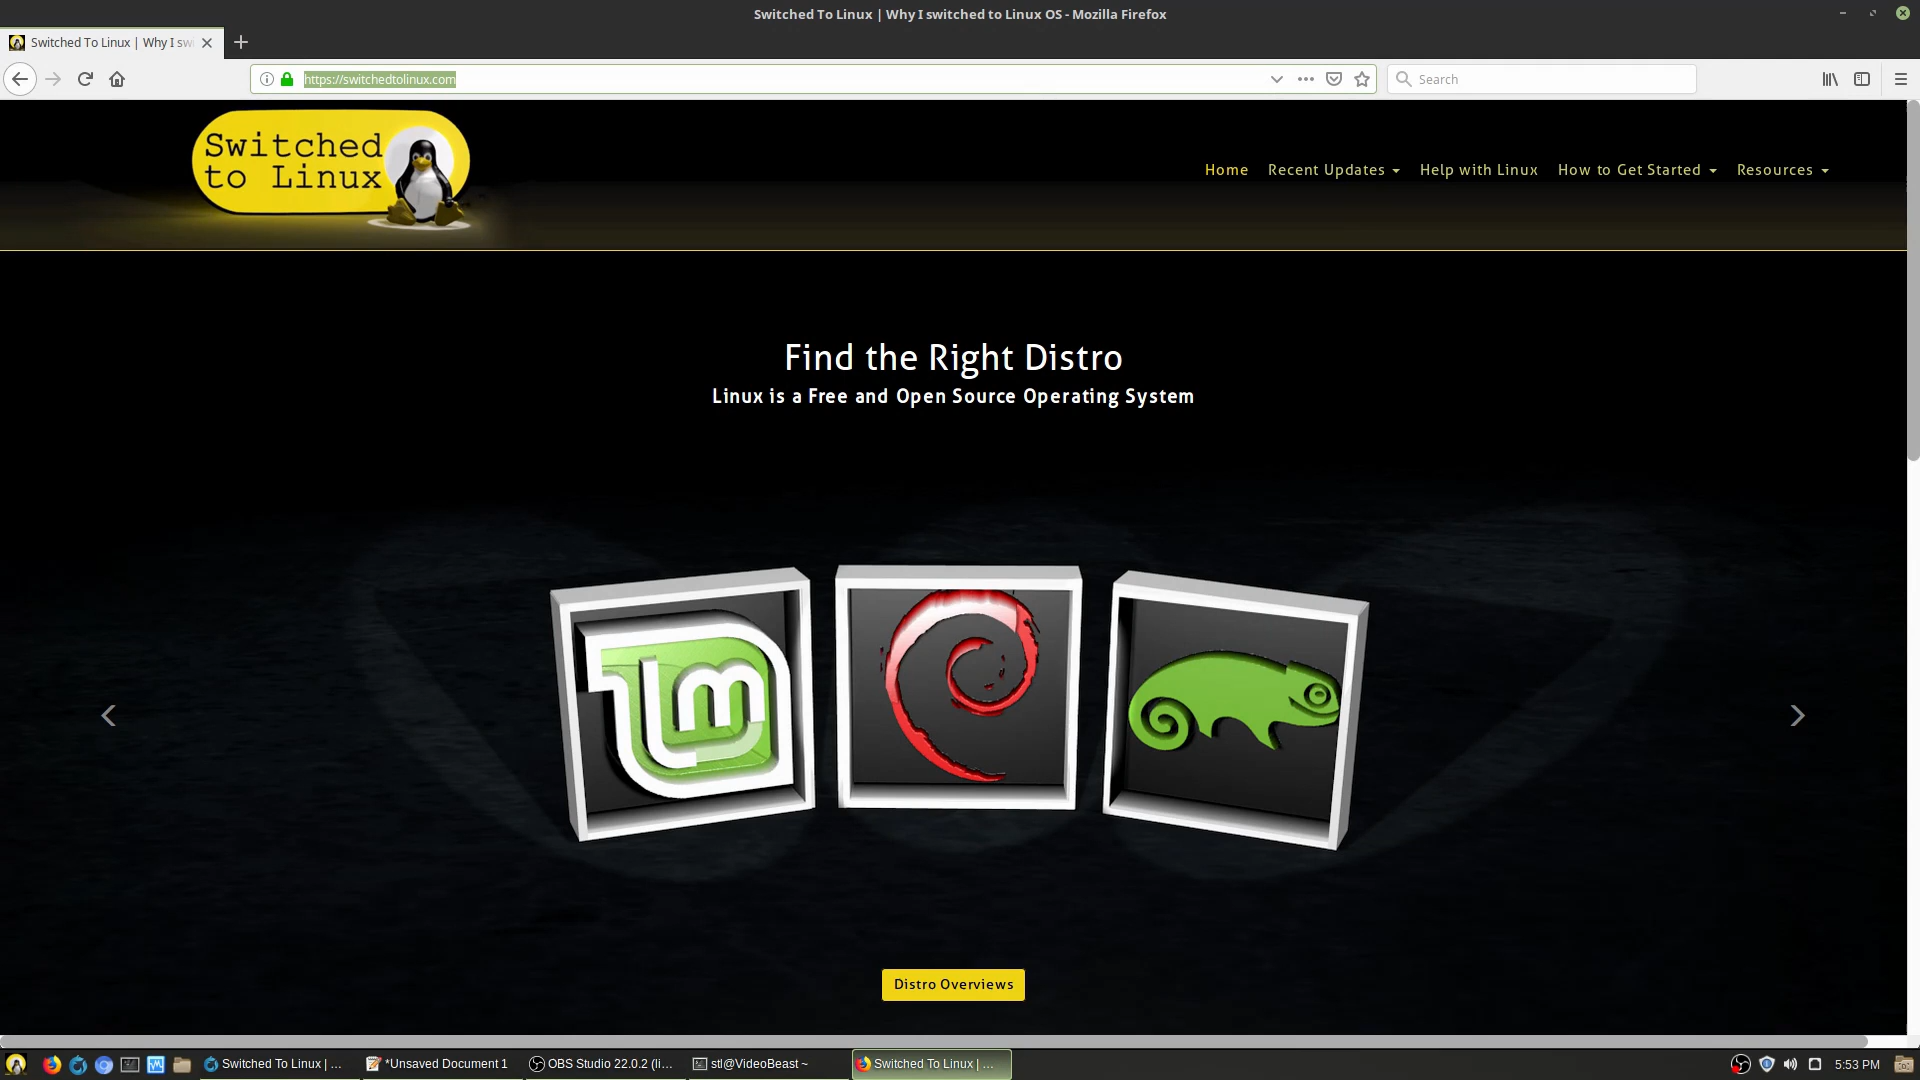 Switched To Linux | Why I switched to Linux OS - Mozilla Firefox
Switched To Linux | Why I swi
https://switchedtolinux.com
Search
Switched
to Linux
Home Recent Updates Help with Linux How to Get Started Resources
Find the Right Distro
Linux is a Free and Open Source Operating System
lm
Distro Overviews
Switched To Linux | ... *Unsaved Document 1 OBS Studio 22.0.2 (li... stl@VideoBeast ~ Switched To Linux | ... 5:53 PM